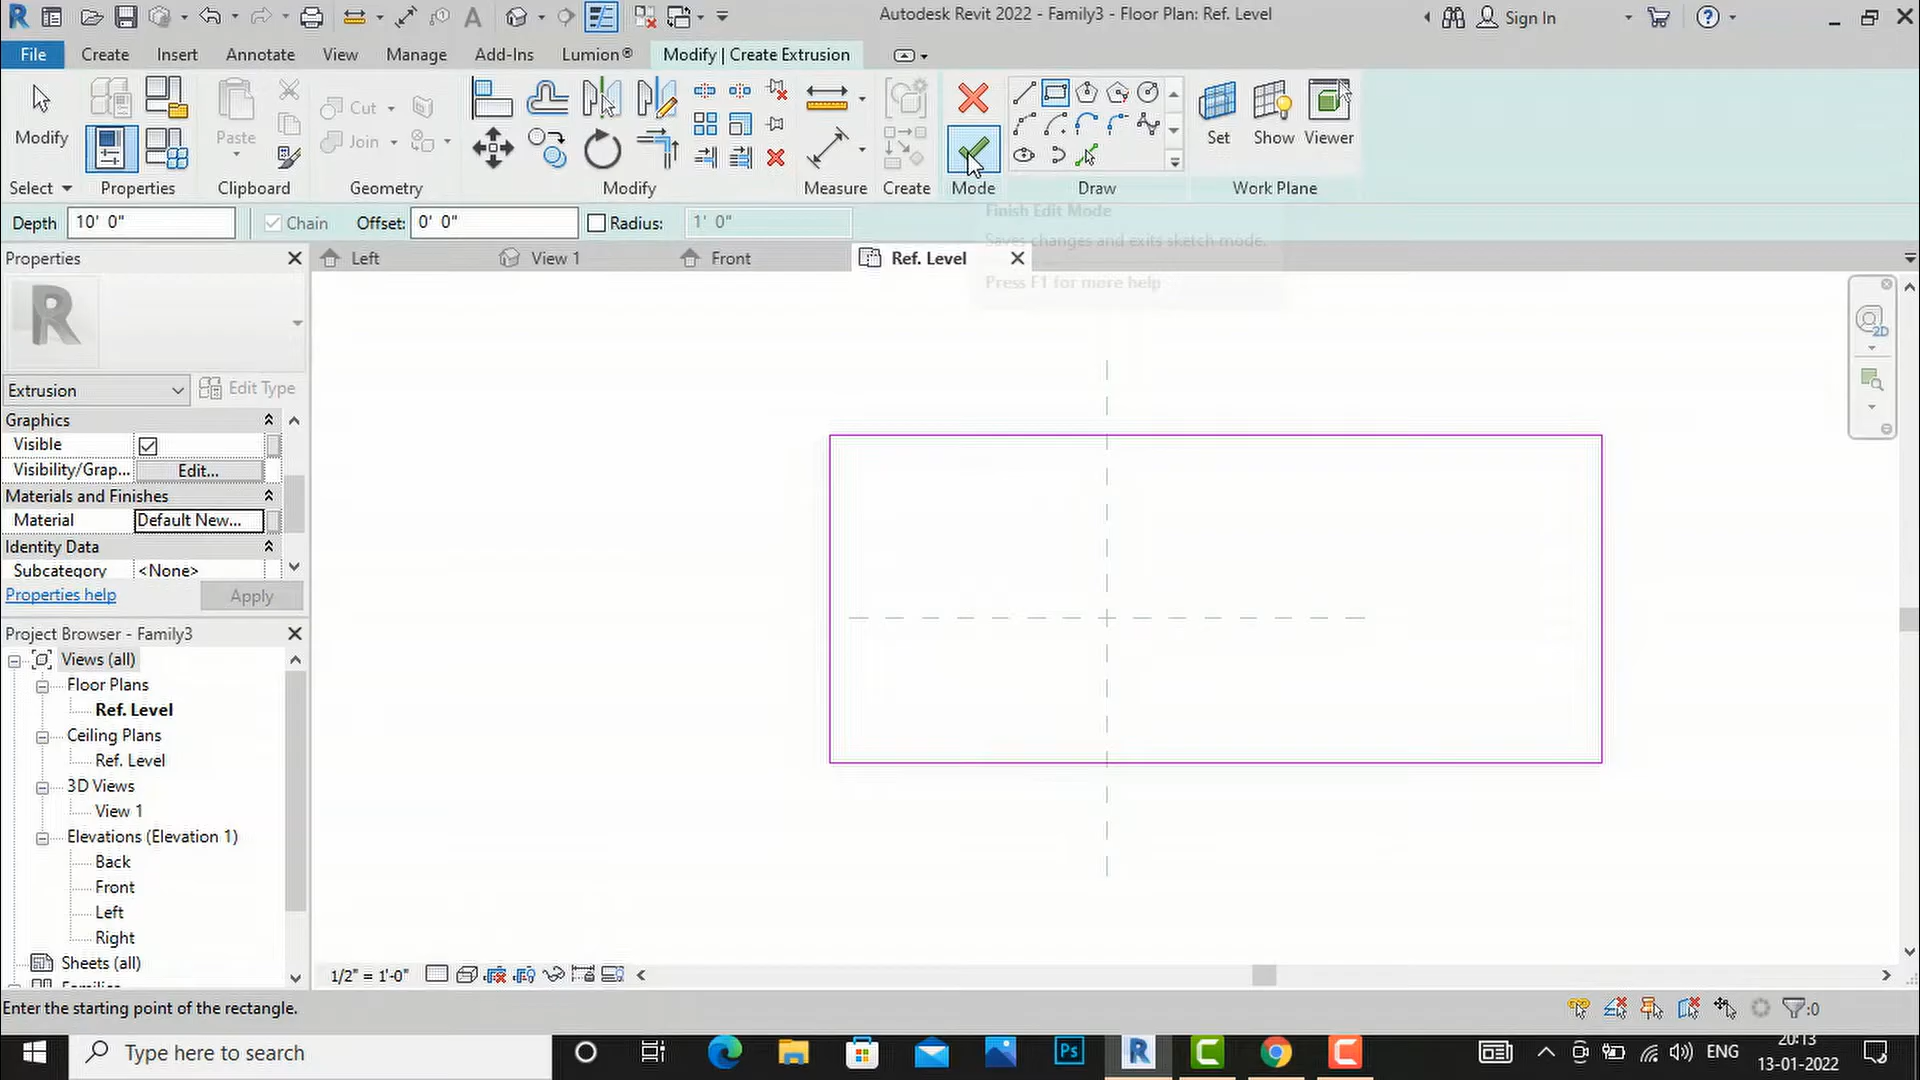 Autodesk Revit 2022 - Family3 - Floor Plan: Ref. Level
Sign In
File
Create
Insert
Annotate
View
Manage
Add-Ins
Lumion®
Modify | Create Extrusion
Modify
Paste
Cut
Join
Set
Show
Viewer
Select
Properties
Clipboard
Geometry
Modify
Measure
Create
Mode
Draw
Work Plane
Depth
10' 0"
Chain
Offset:
0' 0"
Radius:
1' 0"
Finish Edit Mode
Saves changes and exits sketch mode.
Press F1 for more help
Properties
Left
View 1
Front
Ref. Level
2D
Extrusion
Edit Type
Graphics
Visible
Visibility/Grap...
Edit...
Materials and Finishes
Material
Default New...
Identity Data
Subcategory
<None>
Properties help
Apply
Project Browser - Family3
Views (all)
Floor Plans
Ref. Level
Ceiling Plans
Ref. Level
3D Views
View 1
Elevations (Elevation 1)
Back
Front
Left
Right
Sheets (all)
Families
1/2" = 1'-0"
Enter the starting point of the rectangle.
:0
Type here to search
Ps
ENG
20:13
13-01-2022